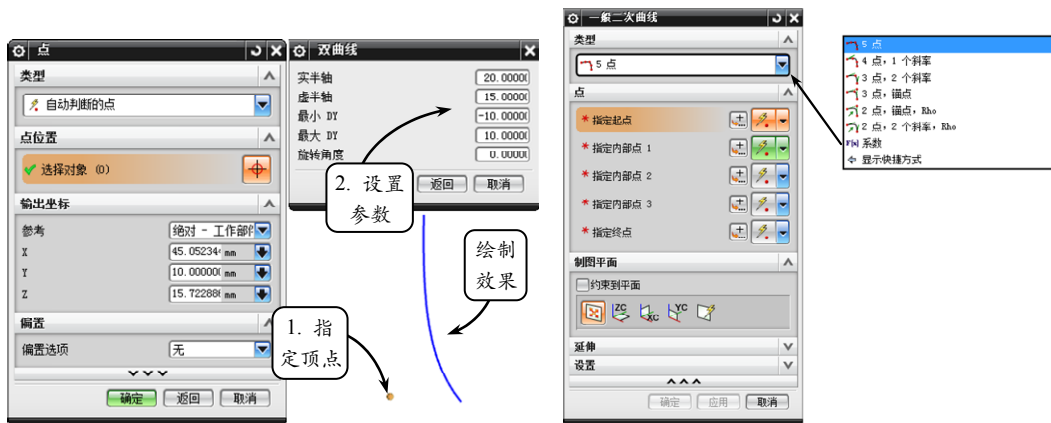 点
类型
自动判断的点
点位置
选择对象 (0)
输出坐标
参考
绝对 - 工作部件
X
45.05234 mm
Y
10.00000 mm
Z
15.72288 mm
偏置
偏置选项
无
确定
返回
取消
双曲线
实半轴
20.0000
虚半轴
15.0000
最小 DY
-10.0000
最大 DY
10.0000
旋转角度
0.0000
返回
取消
2. 设置
参数
绘制
效果
1. 指
定顶点
一般二次曲线
类型
5 点
点
* 指定起点
* 指定内部点 1
* 指定内部点 2
* 指定内部点 3
* 指定终点
制图平面
约束到平面
ZC
XC
YC
延伸
设置
确定
应用
取消
5 点
4 点，1 个斜率
3 点，2 个斜率
3 点，锚点
2 点，锚点，Rho
2 点，2 个斜率，Rho
系数
显示快捷方式